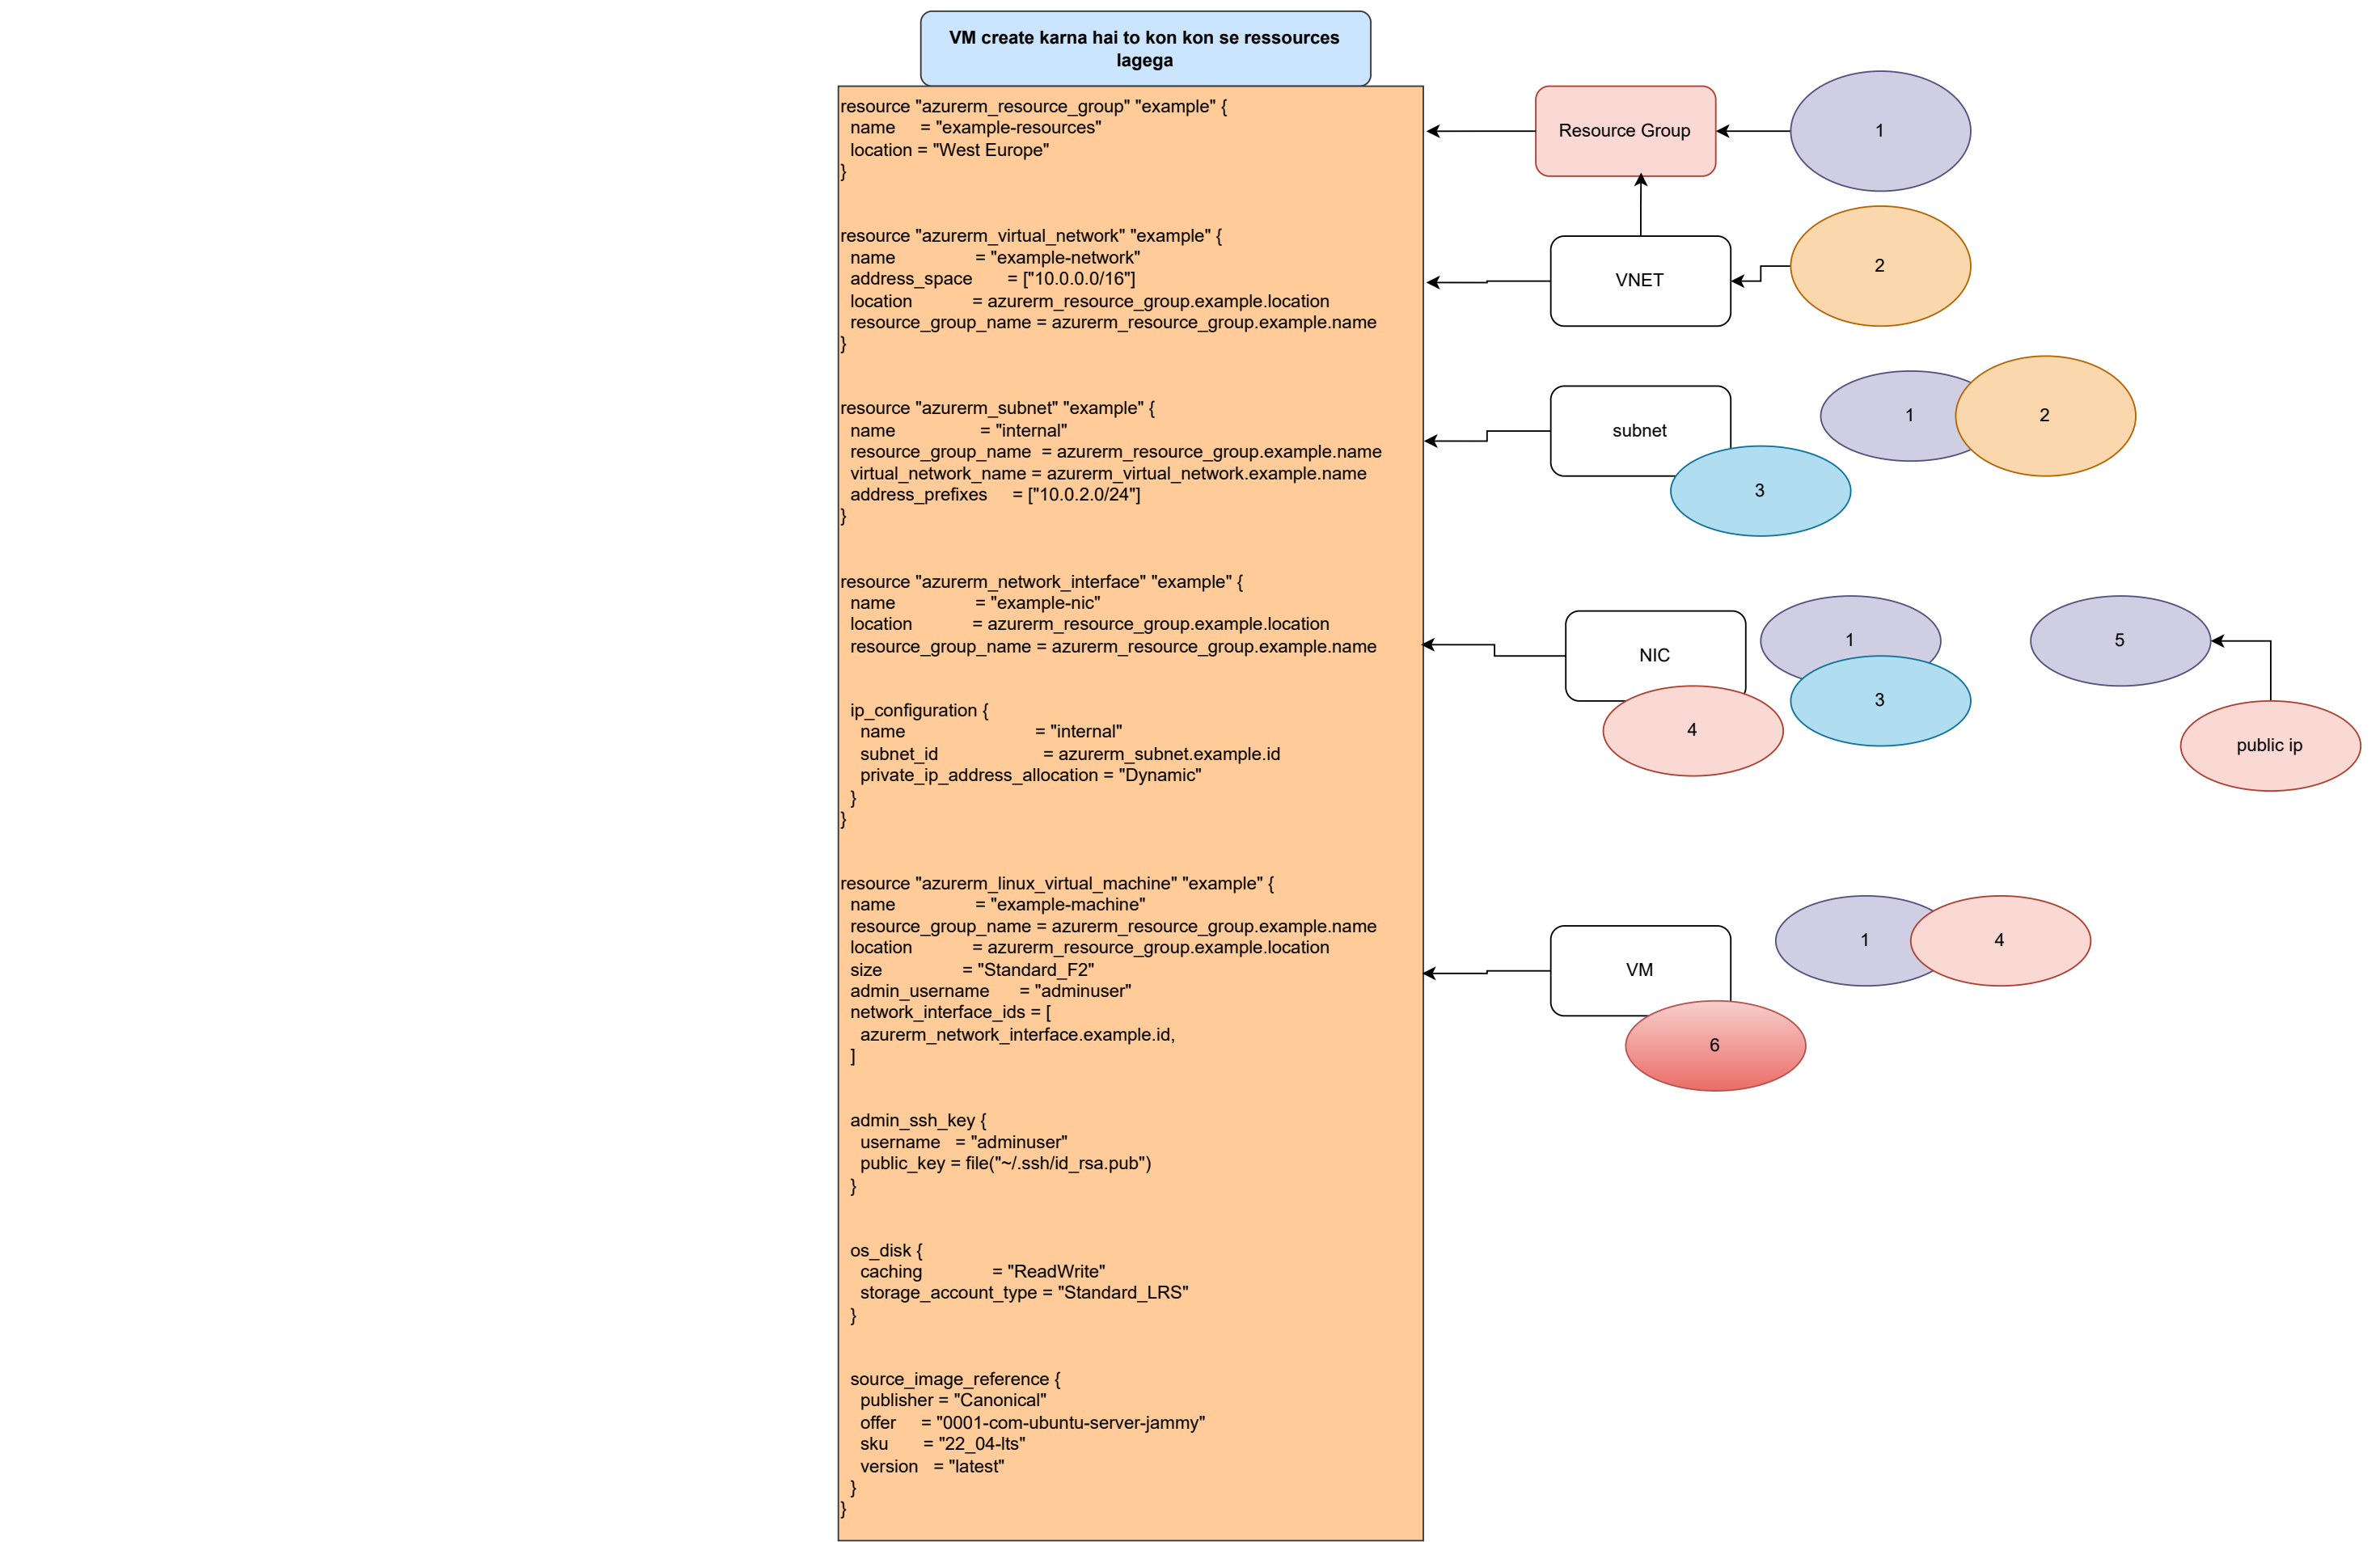 VM create karna hai to kon kon se ressources
lagega
resource "azurerm_resource_group" "example" {
  name     = "example-resources"
  location = "West Europe"
}
resource "azurerm_virtual_network" "example" {
  name                = "example-network"
  address_space       = ["10.0.0.0/16"]
  location            = azurerm_resource_group.example.location
  resource_group_name = azurerm_resource_group.example.name
}
resource "azurerm_subnet" "example" {
  name                 = "internal"
  resource_group_name  = azurerm_resource_group.example.name
  virtual_network_name = azurerm_virtual_network.example.name
  address_prefixes     = ["10.0.2.0/24"]
}
resource "azurerm_network_interface" "example" {
  name                = "example-nic"
  location            = azurerm_resource_group.example.location
  resource_group_name = azurerm_resource_group.example.name
  ip_configuration {
    name                          = "internal"
    subnet_id                     = azurerm_subnet.example.id
    private_ip_address_allocation = "Dynamic"
  }
}
resource "azurerm_linux_virtual_machine" "example" {
  name                = "example-machine"
  resource_group_name = azurerm_resource_group.example.name
  location            = azurerm_resource_group.example.location
  size                = "Standard_F2"
  admin_username      = "adminuser"
  network_interface_ids = [
    azurerm_network_interface.example.id,
  ]
  admin_ssh_key {
    username   = "adminuser"
    public_key = file("~/.ssh/id_rsa.pub")
  }
  os_disk {
    caching              = "ReadWrite"
    storage_account_type = "Standard_LRS"
  }
  source_image_reference {
    publisher = "Canonical"
    offer     = "0001-com-ubuntu-server-jammy"
    sku       = "22_04-lts"
    version   = "latest"
  }
}
Resource Group
1
VNET
2
subnet
1
2
3
NIC
1
5
3
4
public ip
VM
1
4
6